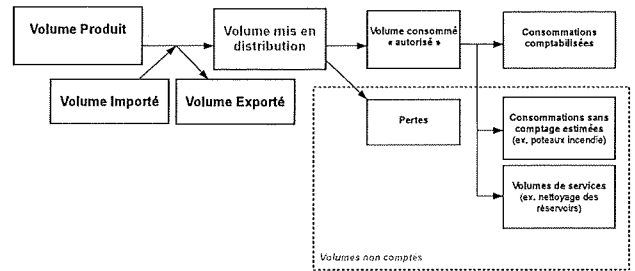 Volume Produit
Volume mis en
distribution
Volume consommé
« autorisé »
Consommations
comptabilisées
Volume Importé
Volume Exporté
Pertes
Consommations sans
comptage estimées
(ex. poteaux incendie)
Volumes de services
(ex. nettoyage des
réservoirs)
Volumes non comptés